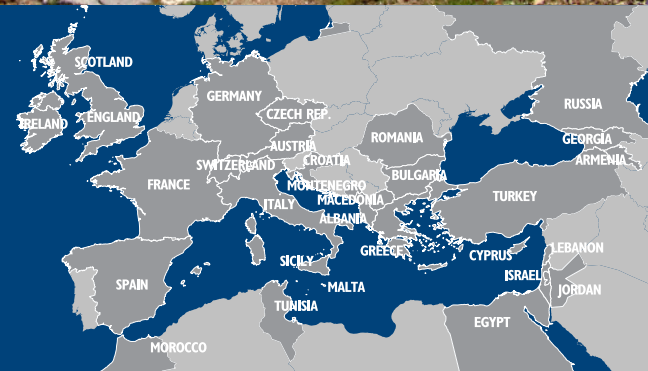 SCOTLAND
IRELAND
ENGLAND
GERMANY
CZECH REP.
AUSTRIA
SWITZERLAND
FRANCE
CROATIA
ROMANIA
RUSSIA
GEORGIA
ARMENIA
BULGARIA
MONTENEGRO
MACEDONIA
ITALY
ALBANIA
TURKEY
GREECE
SPAIN
SICILY
CYPRUS
LEBANON
ISRAEL
JORDAN
MALTA
TUNISIA
EGYPT
MOROCCO